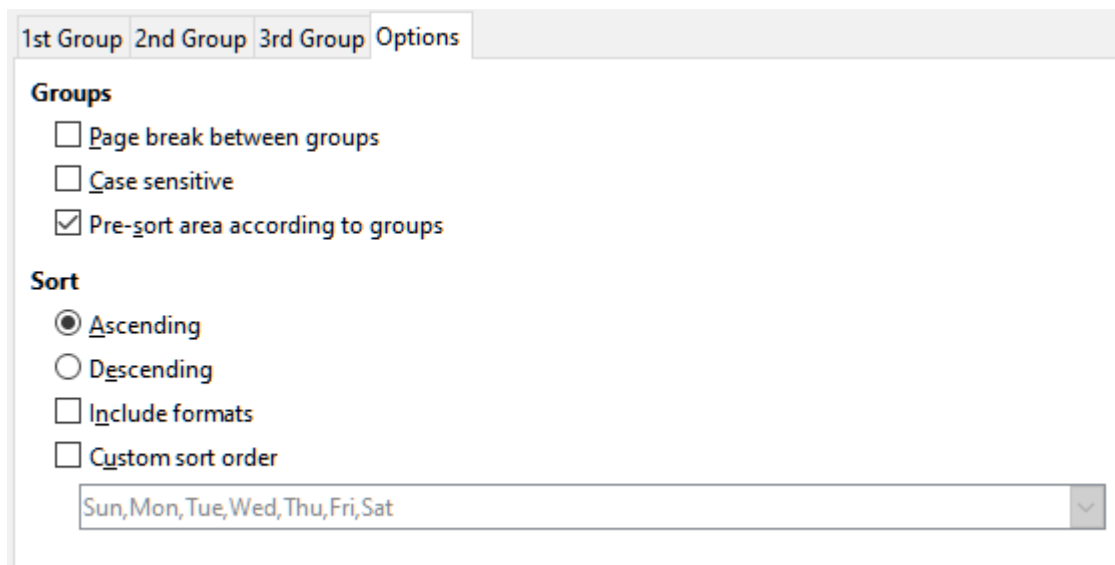 1st Group 2nd Group 3rd Group Options
Groups
Page break between groups
Case sensitive
Pre-sort area according to groups
Sort
Ascending
Descending
Include formats
Custom sort order
Sun,Mon,Tue,Wed,Thu,Fri,Sat